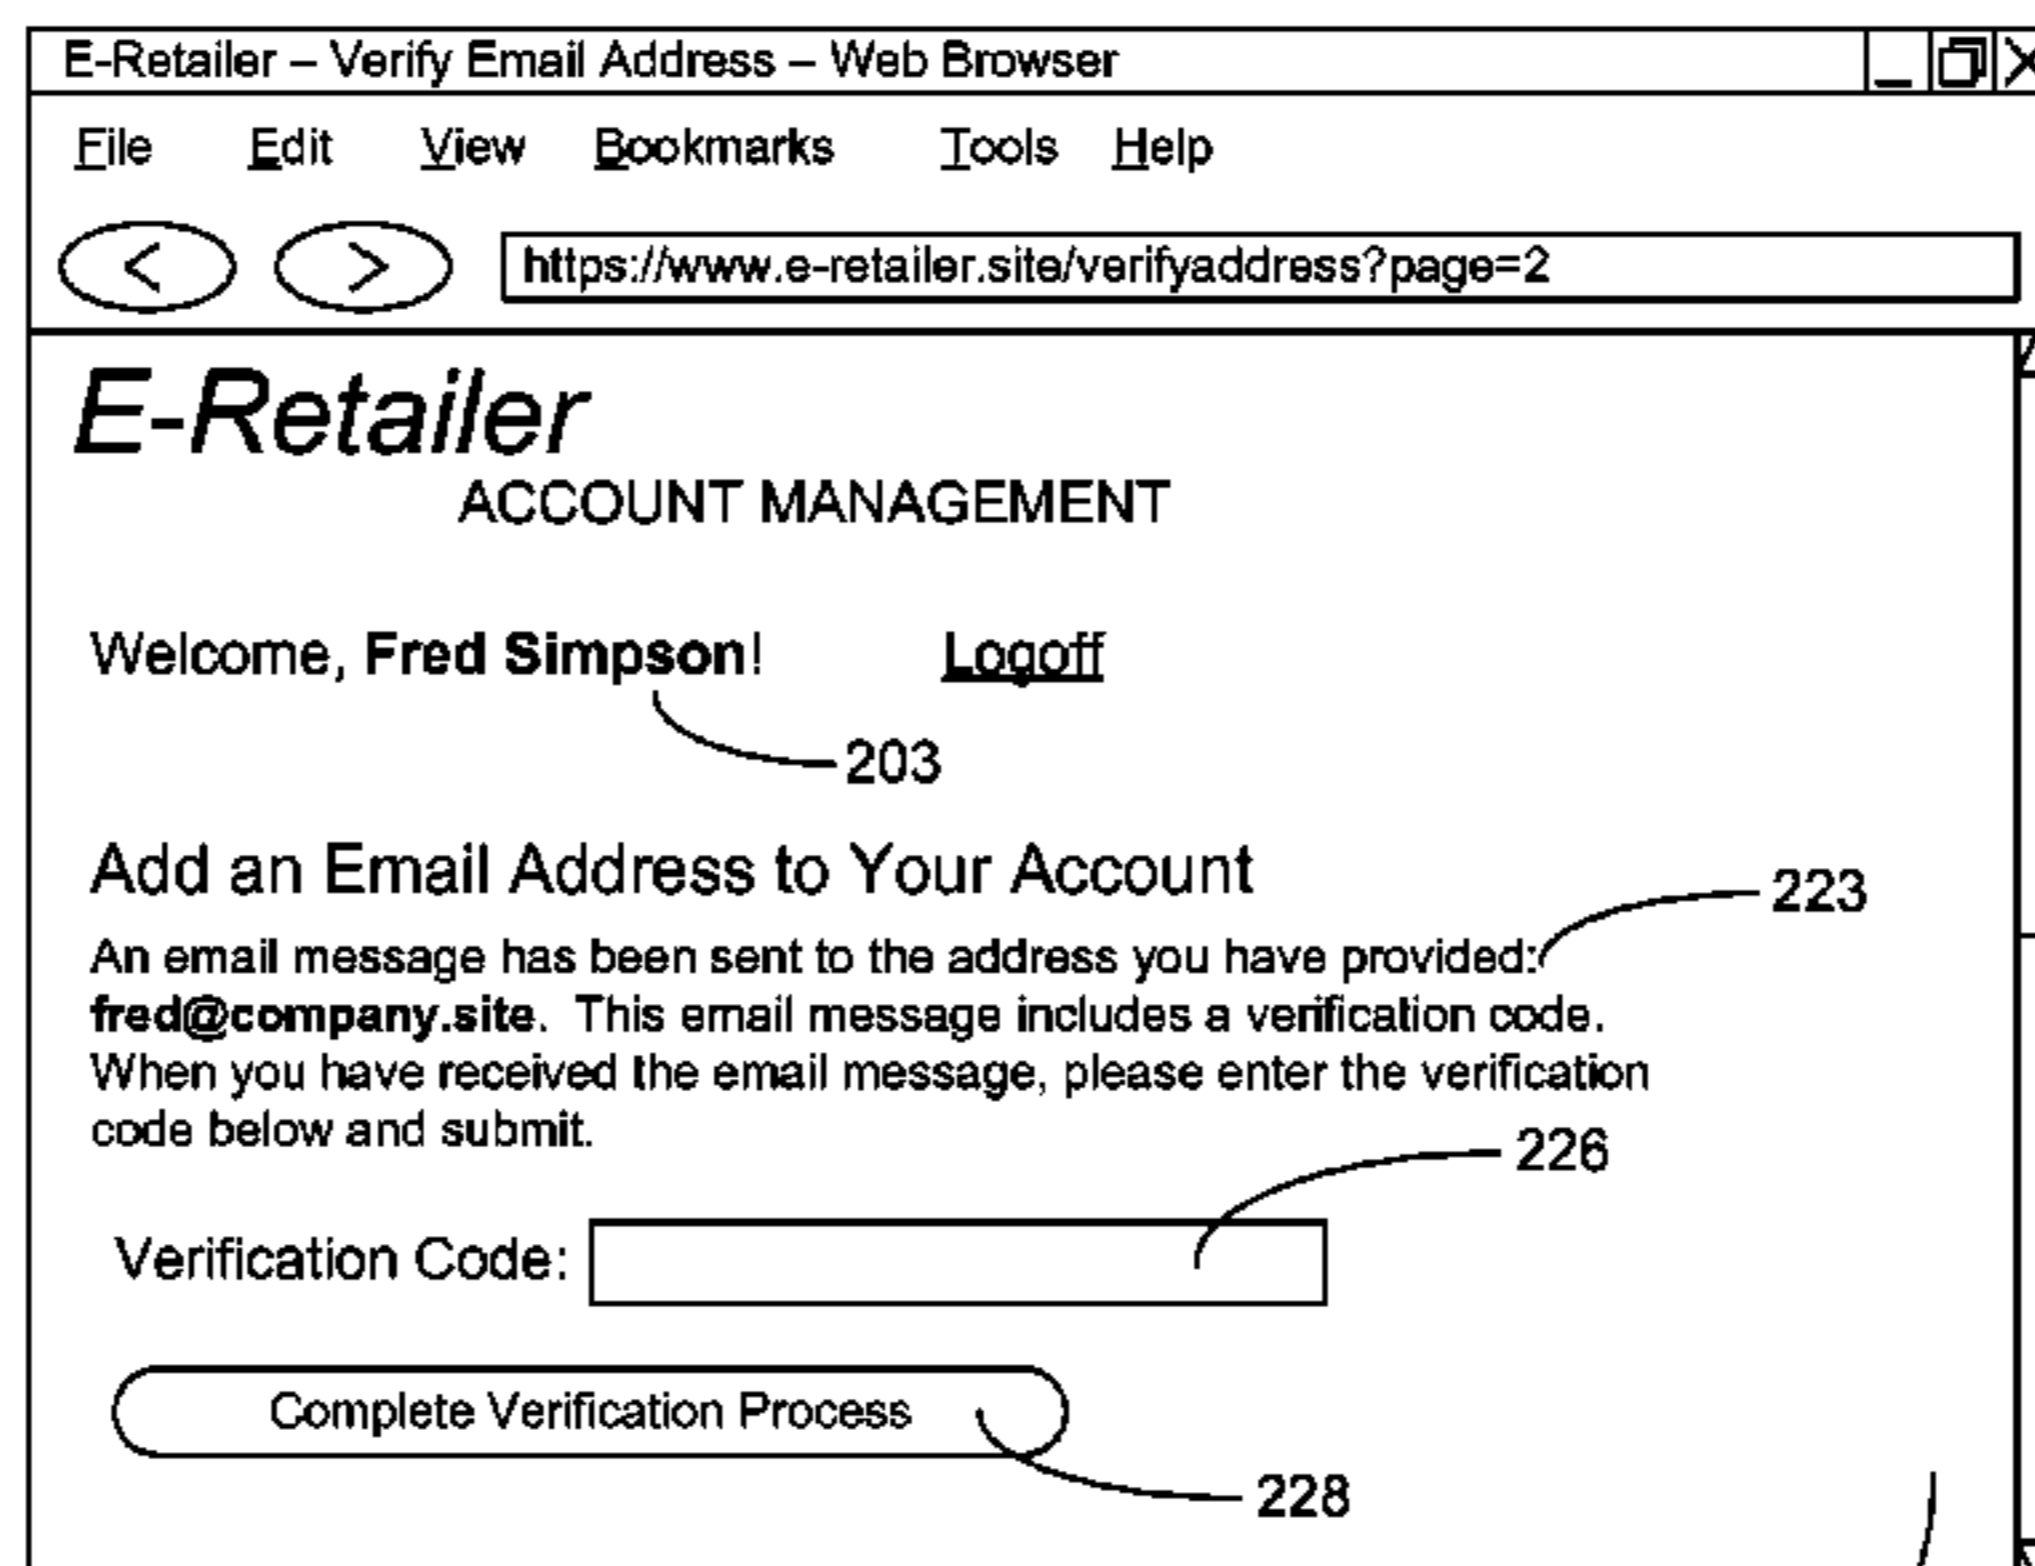 E-Retailer – Verify Email Address – Web Browser
File Edit View Bookmarks Tools Help
< > https://www.e-retailer.site/verifyaddress?page=2
E-Retailer
ACCOUNT MANAGEMENT
Welcome, Fred Simpson! Logoff
203
Add an Email Address to Your Account
223
An email message has been sent to the address you have provided:
fred@company.site. This email message includes a verification code.
When you have received the email message, please enter the verification
code below and submit.
226
Verification Code:
Complete Verification Process
228